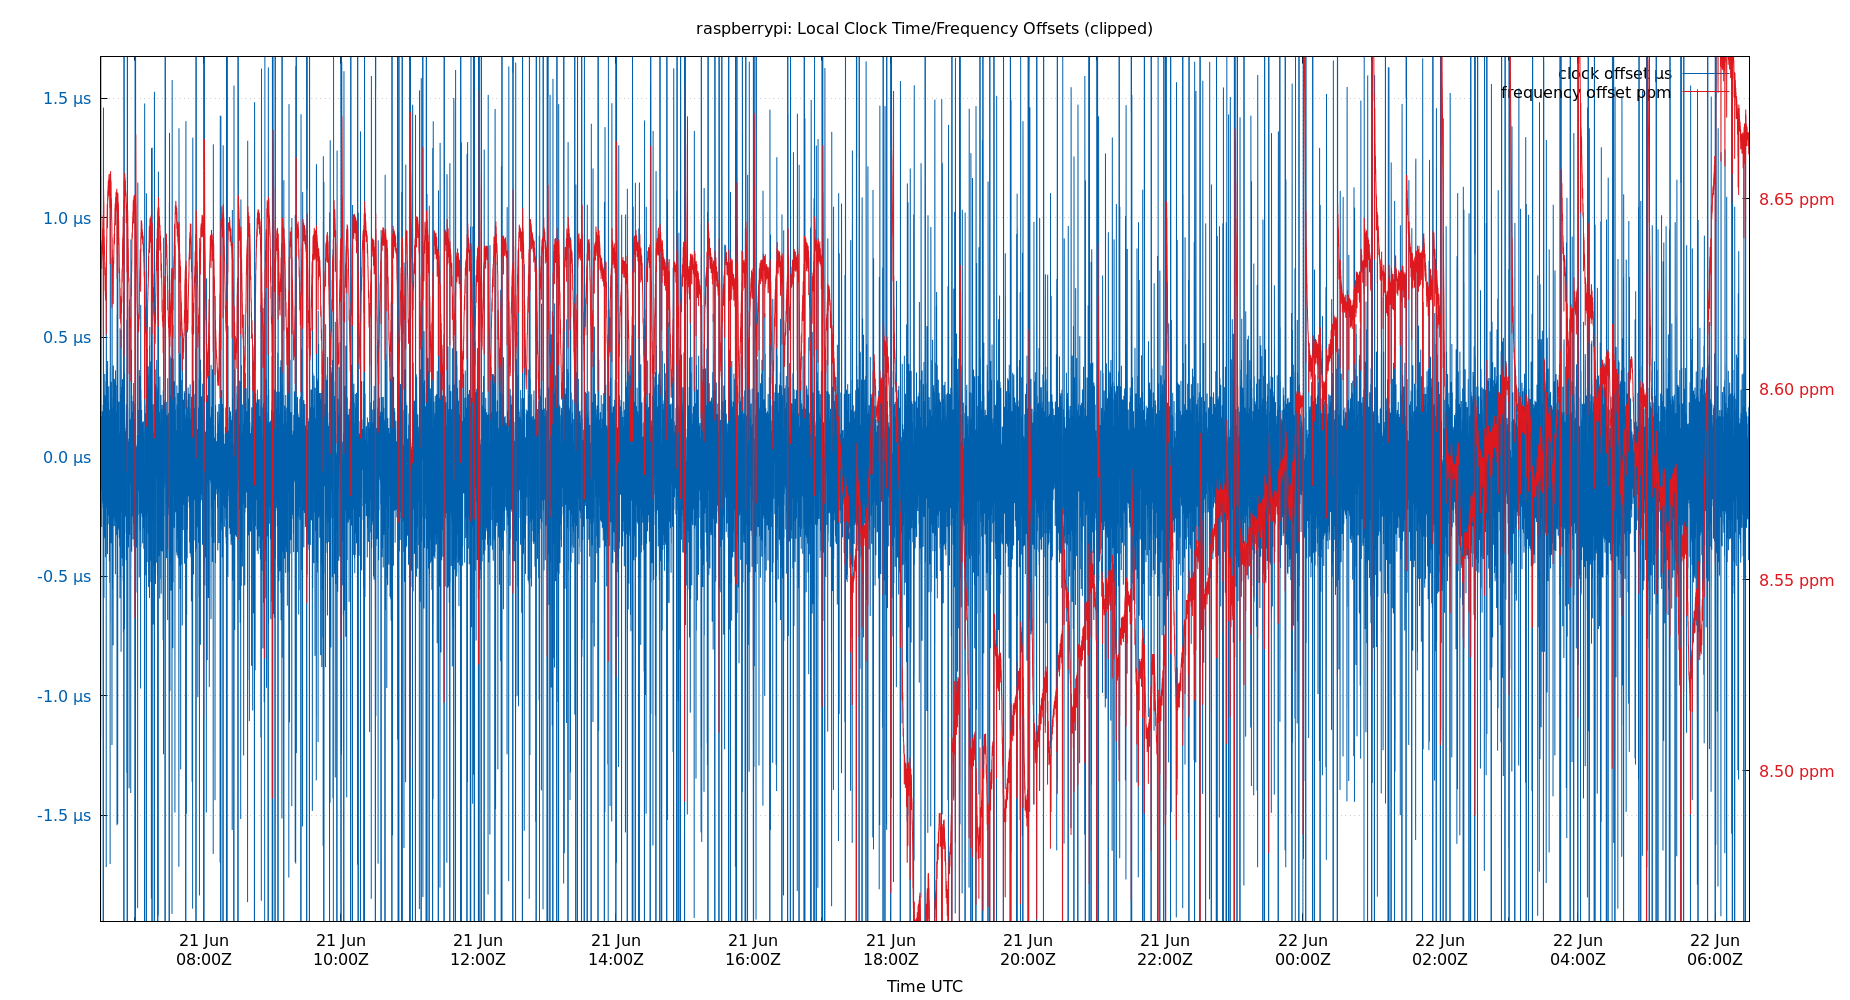 raspberrypi: Local Clock Time/Frequency Offsets (clipped)
clock offset µs
frequency offset ppm
1.5 µs
1.0 µs
0.5 µs
0.0 µs
-0.5 µs
-1.0 µs
-1.5 µs
8.65 ppm
8.60 ppm
8.55 ppm
8.50 ppm
21 Jun 21 Jun 21 Jun 21 Jun 21 Jun 21 Jun 21 Jun 21 Jun 22 Jun 22 Jun 22 Jun 22 Jun
08:00Z 10:00Z 12:00Z 14:00Z 16:00Z 18:00Z 20:00Z 22:00Z 00:00Z 02:00Z 04:00Z 06:00Z
Time UTC